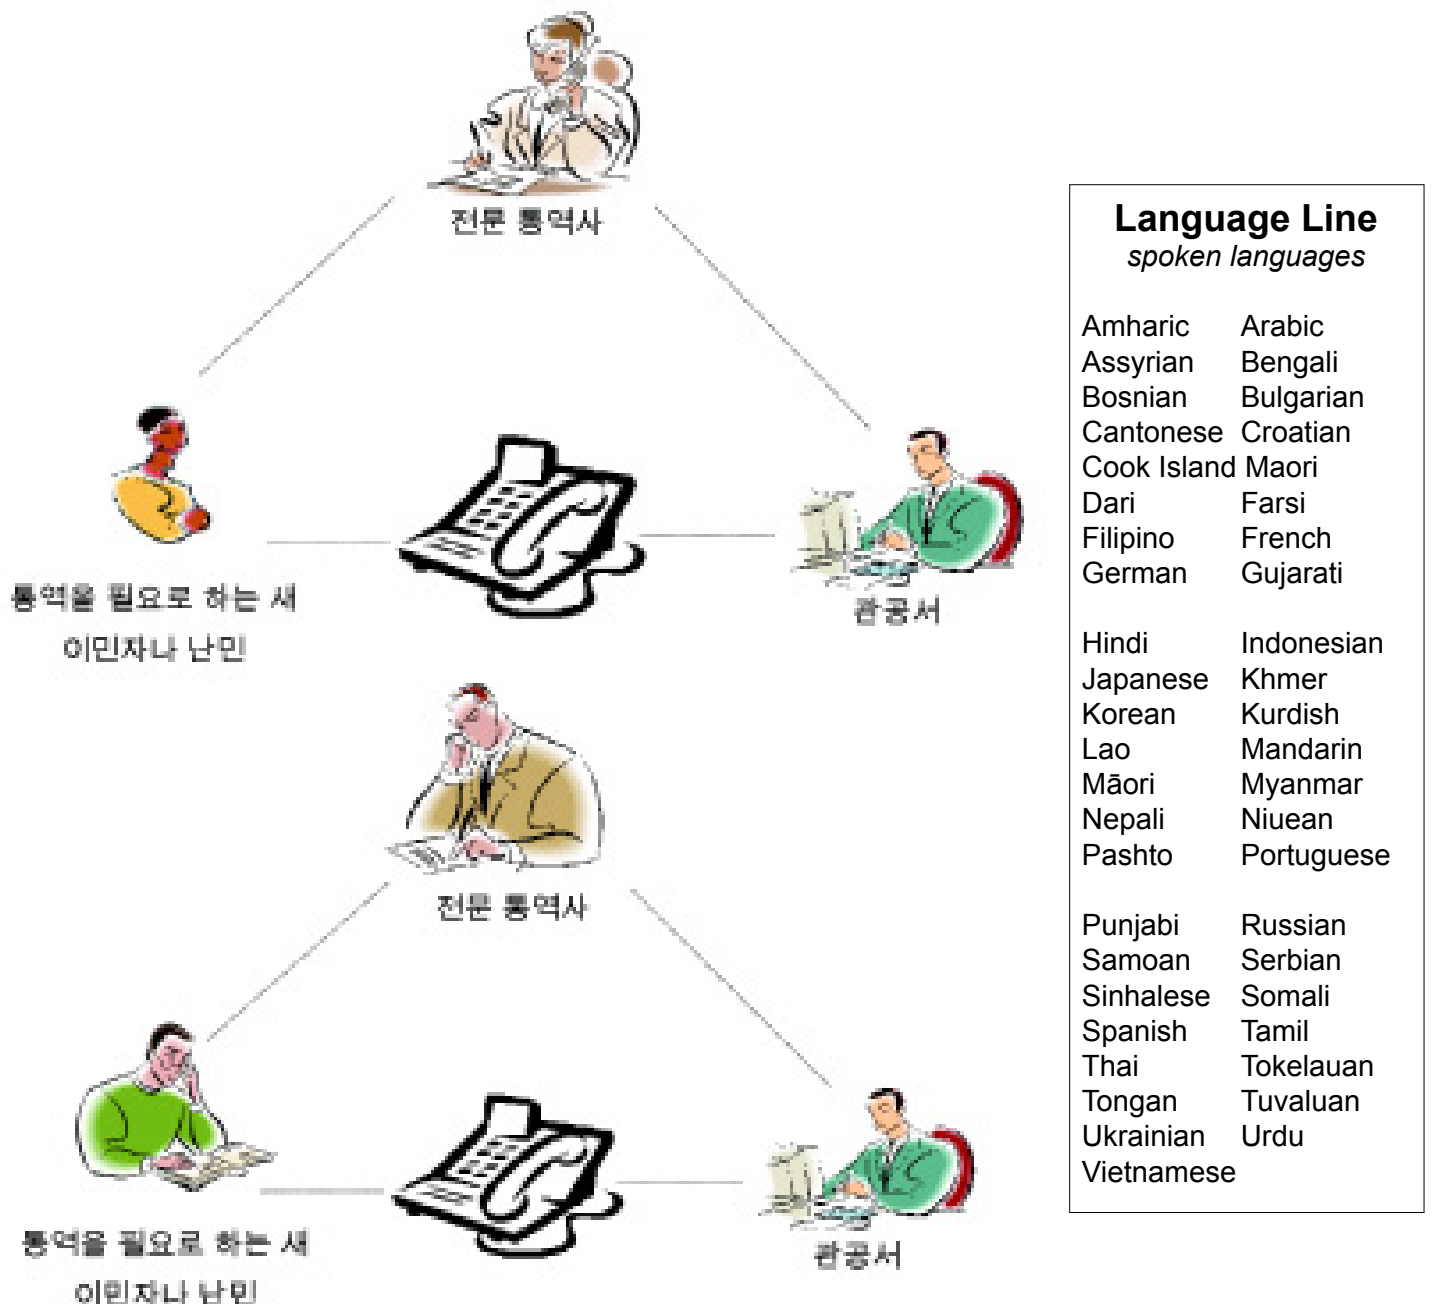 전문 통역사
통역을 필요로 하는 새
이민자나 난민
관공서
전문 통역사
통역을 필요로 하는 새
이민자나 난민
관공서
Language Line
spoken languages
Amharic Arabic
Assyrian Bengali
Bosnian Bulgarian
Cantonese Croatian
Cook Island Maori
Dari Farsi
Filipino French
German Gujarati
Hindi Indonesian
Japanese Khmer
Korean Kurdish
Lao Mandarin
Māori Myanmar
Nepali Niuean
Pashto Portuguese
Punjabi Russian
Samoan Serbian
Sinhalese Somali
Spanish Tamil
Thai Tokelauan
Tongan Tuvaluan
Ukrainian Urdu
Vietnamese